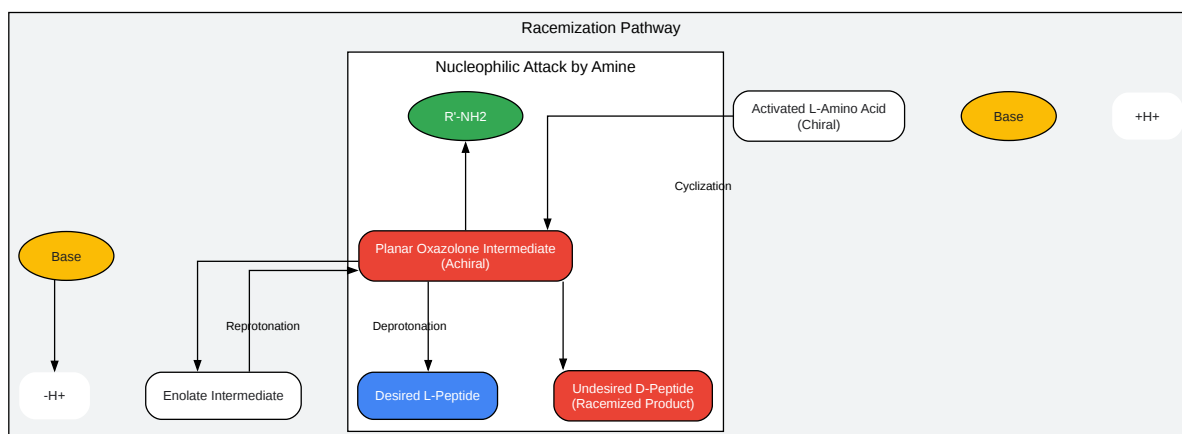 Racemization Pathway
Nucleophilic Attack by Amine
R'-NH2
Activated L-Amino Acid
(Chiral)
Base
+H+
Cyclization
Base
Planar Oxazolone Intermediate
(Achiral)
Reprotonation
Deprotonation
-H+
Enolate Intermediate
Desired L-Peptide
Undesired D-Peptide
(Racemized Product)